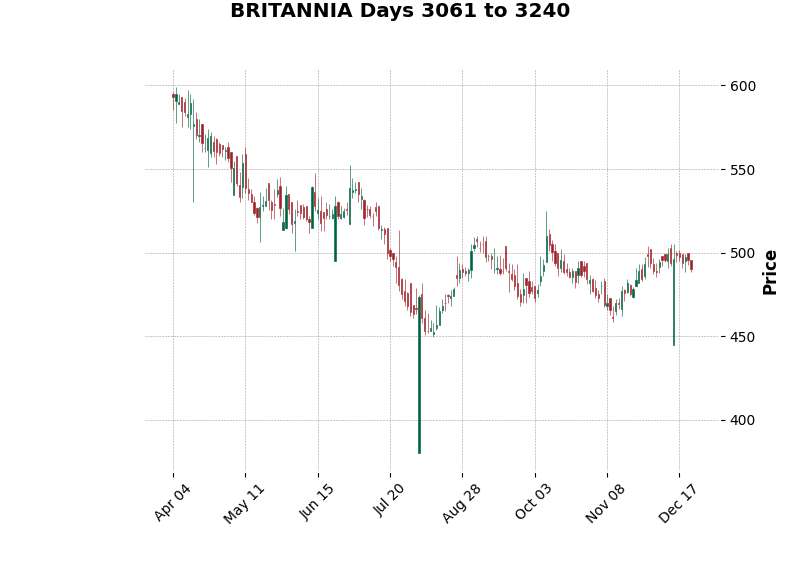 BRITANNIA Days 3061 to 3240
600
550
500
450
400
Price
Apr 04
May 11
Jun 15
Jul 20
Aug 28
Oct 03
Nov 08
Dec 17